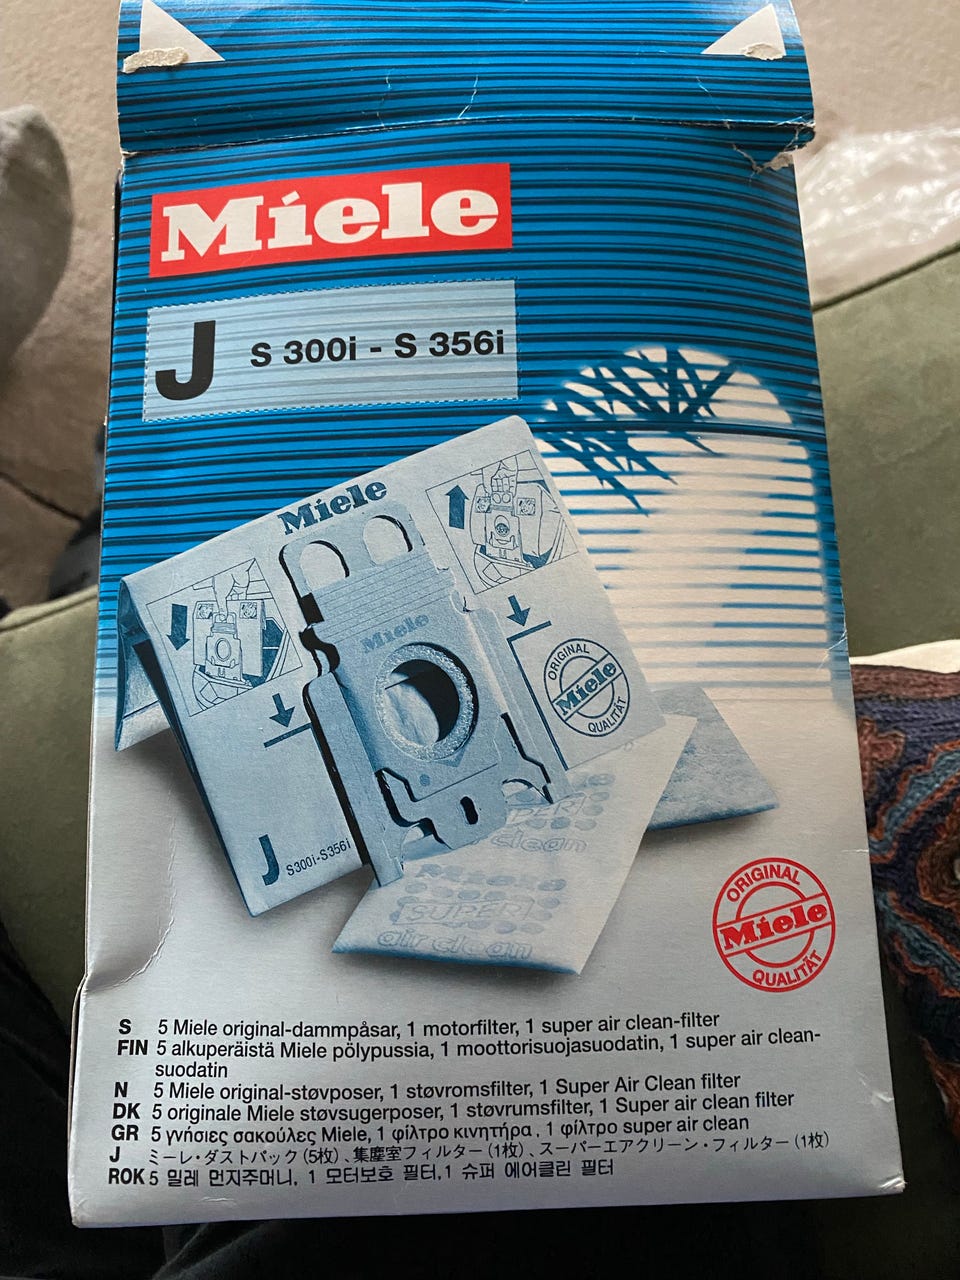 Miele
J S 300i - S 356i
Miele
Miele
ORIGINAL
Miele
QUALITÄT
J S300i-S356i
SUPER
clean
Miele
SUPER
air clean
ORIGINAL
Miele
QUALITÄT
S 5 Miele original-dammpåsar, 1 motorfilter, 1 super air clean-filter
FIN 5 alkuperäistä Miele pölypussia, 1 moottorisuojasuodatin, 1 super air clean-
suodatin
N 5 Miele original-støvposer, 1 støvromsfilter, 1 Super Air Clean filter
DK 5 originale Miele støvsugerposer, 1 støvrumsfilter, 1 Super air clean filter
GR 5 γνήσιες σακούλες Miele, 1 φίλτρο κινητήρα, 1 φίλτρο super air clean
J ミーレ・ダストバック (5枚)、集塵室フィルター (1枚)、スーパーエアクリーン・フィルター (1枚)
ROK 5 밀레 먼지주머니, 1 모터보호 필터, 1 슈퍼 에어클린 필터